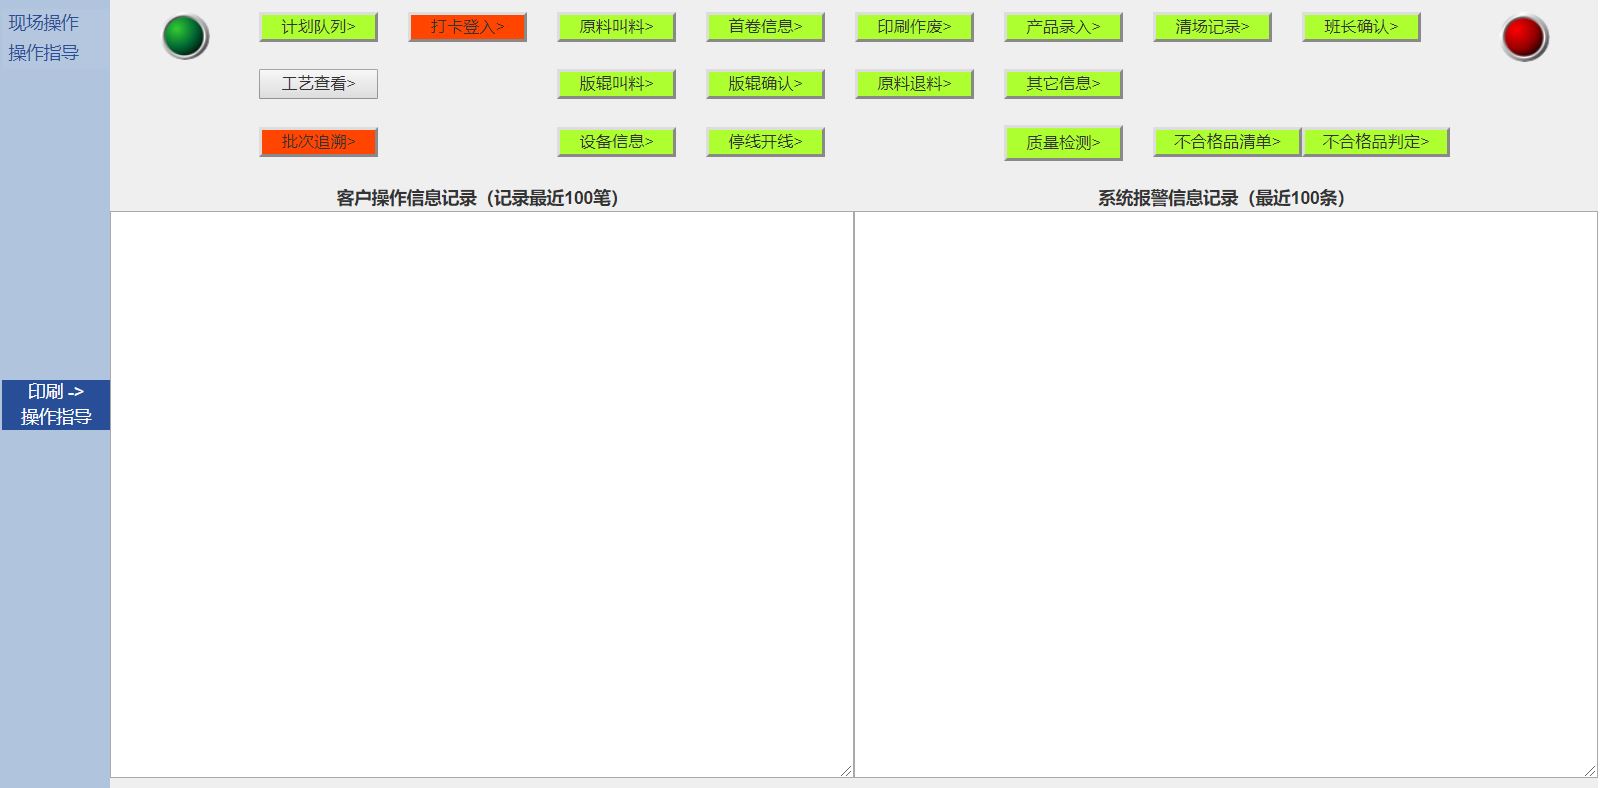 现场操作
操作指导
印刷 ->
操作指导
计划队列>
打卡登入>
原料叫料>
首卷信息>
印刷作废>
产品录入>
清场记录>
班长确认>
工艺查看>
版辊叫料>
版辊确认>
原料退料>
其它信息>
批次追溯>
设备信息>
停线开线>
质量检测>
不合格品清单>
不合格品判定>
客户操作信息记录（记录最近100笔）
系统报警信息记录（最近100条）